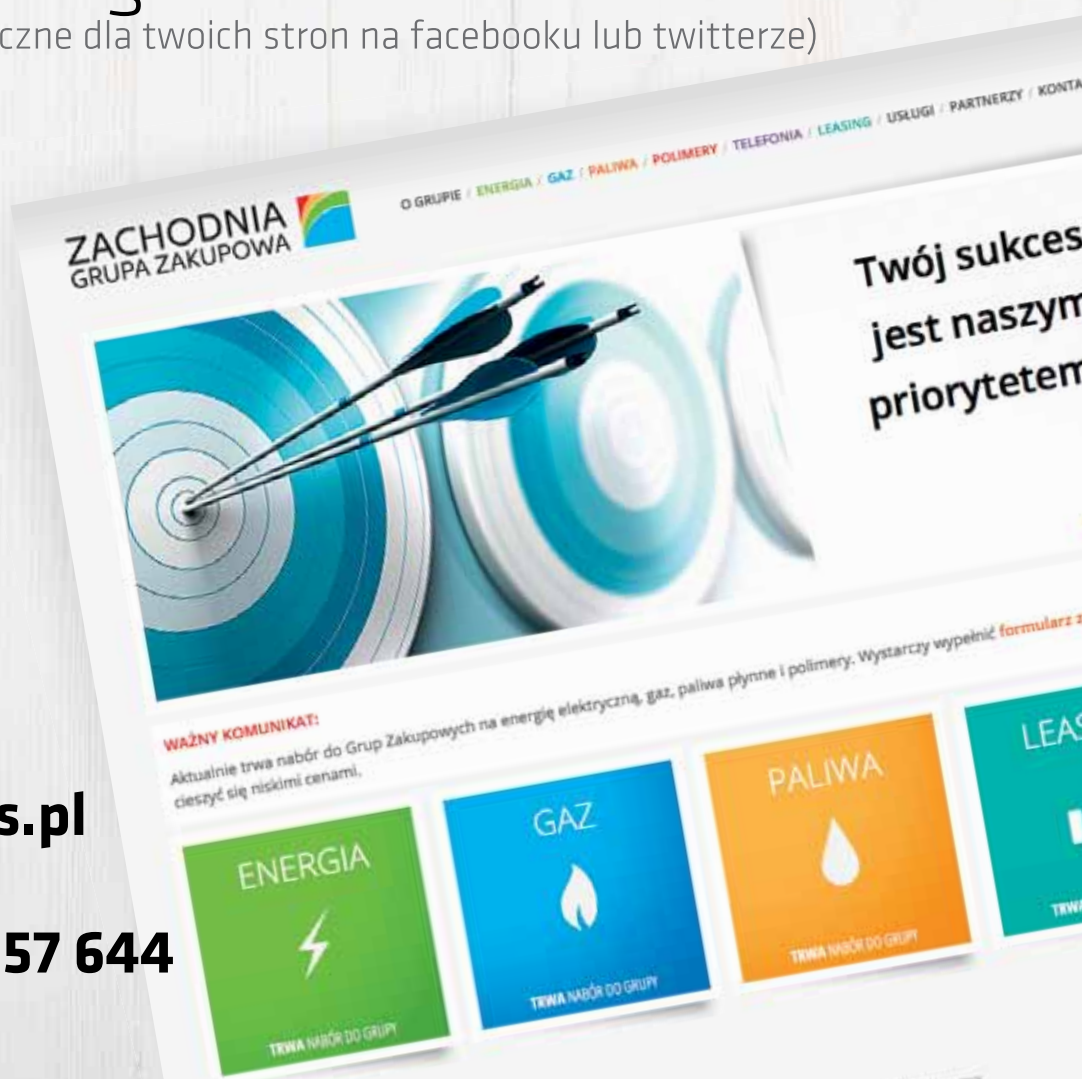 czne dla twoich stron na facebooku lub twitterze)
O GRUPIE / ENERGIA / GAZ / PALIWA / POLIMERY / TELEFONIA / LEASING / USŁUGI / PARTNERZY / KONTA
ZACHODNIA
GRUPA ZAKUPOWA
Twój sukces
jest naszym
priorytetem
WAŻNY KOMUNIKAT:
Aktualnie trwa nabór do Grup Zakupowych na energię elektryczną, gaz, paliwa płynne i polimery. Wystarczy wypełnić formularz z
cieszyć się niskimi cenami.
s.pl
57 644
ENERGIA
TRWA NABÓR DO GRUPY
GAZ
TRWA NABÓR DO GRUPY
PALIWA
TRWA NABÓR DO GRUPY
LEAS
TRWA